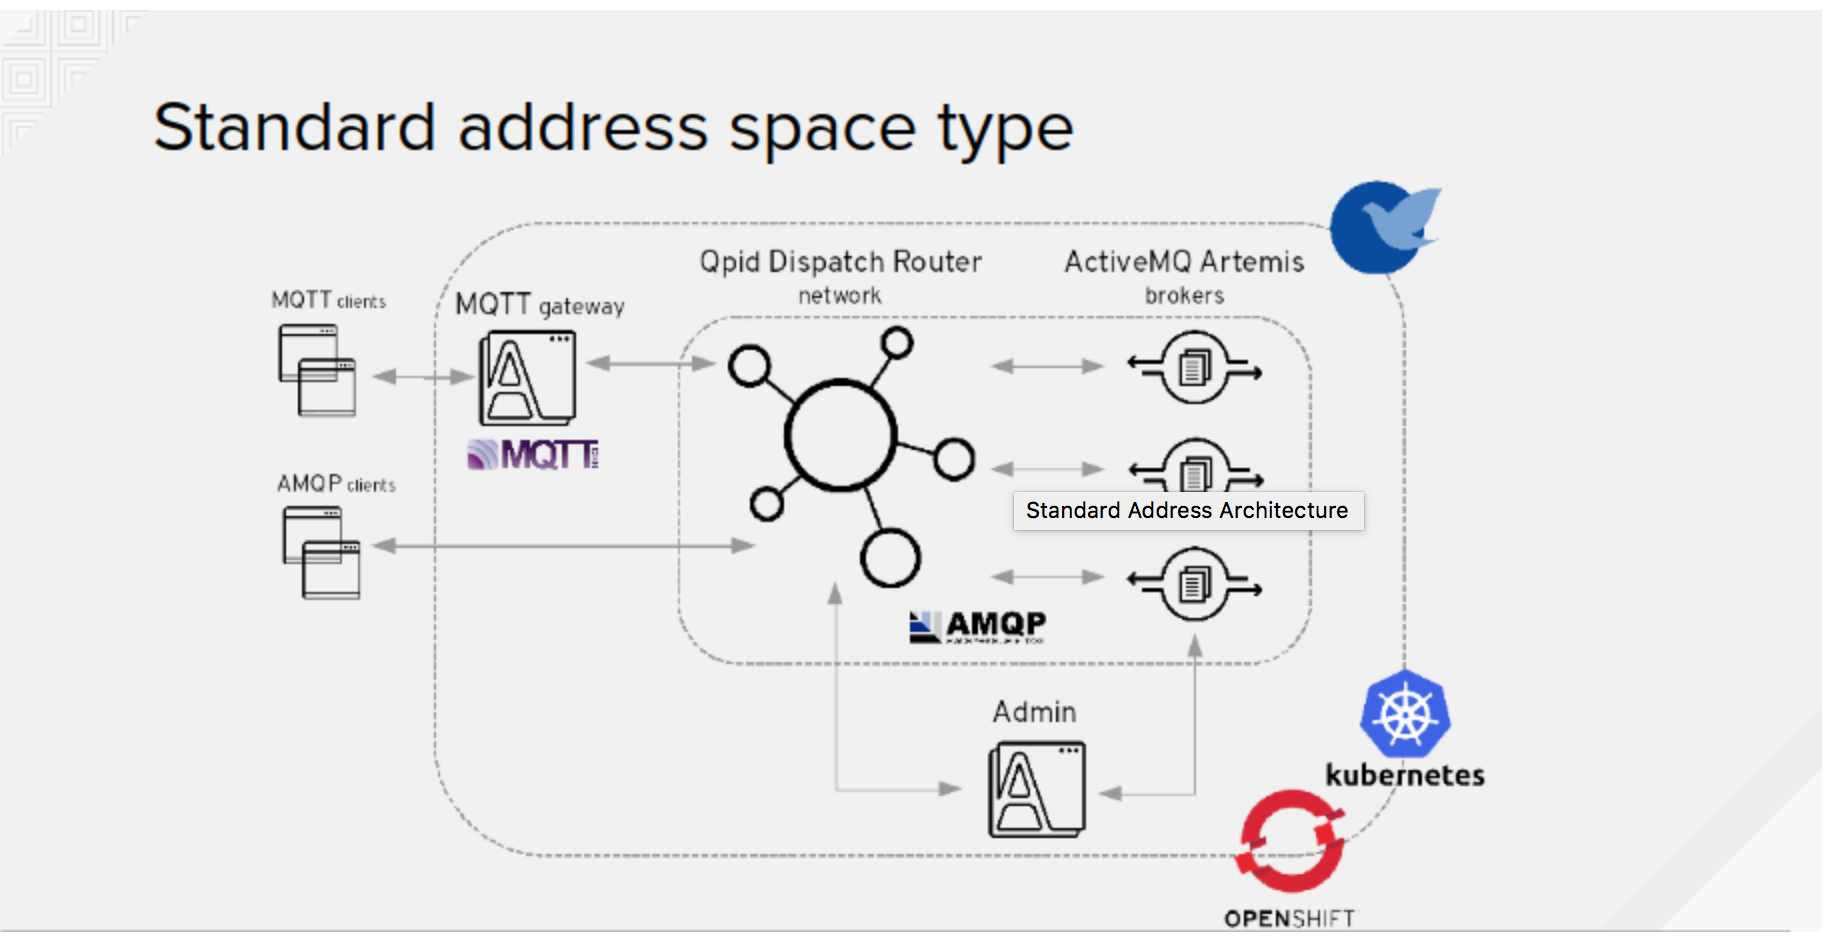 Standard address space type
Qpid Dispatch Router
network
ActiveMQ Artemis
brokers
MQTT clients
MQTT gateway
MQTT
AMQP clients
Standard Address Architecture
AMQP
Admin
kubernetes
OPENSHIFT